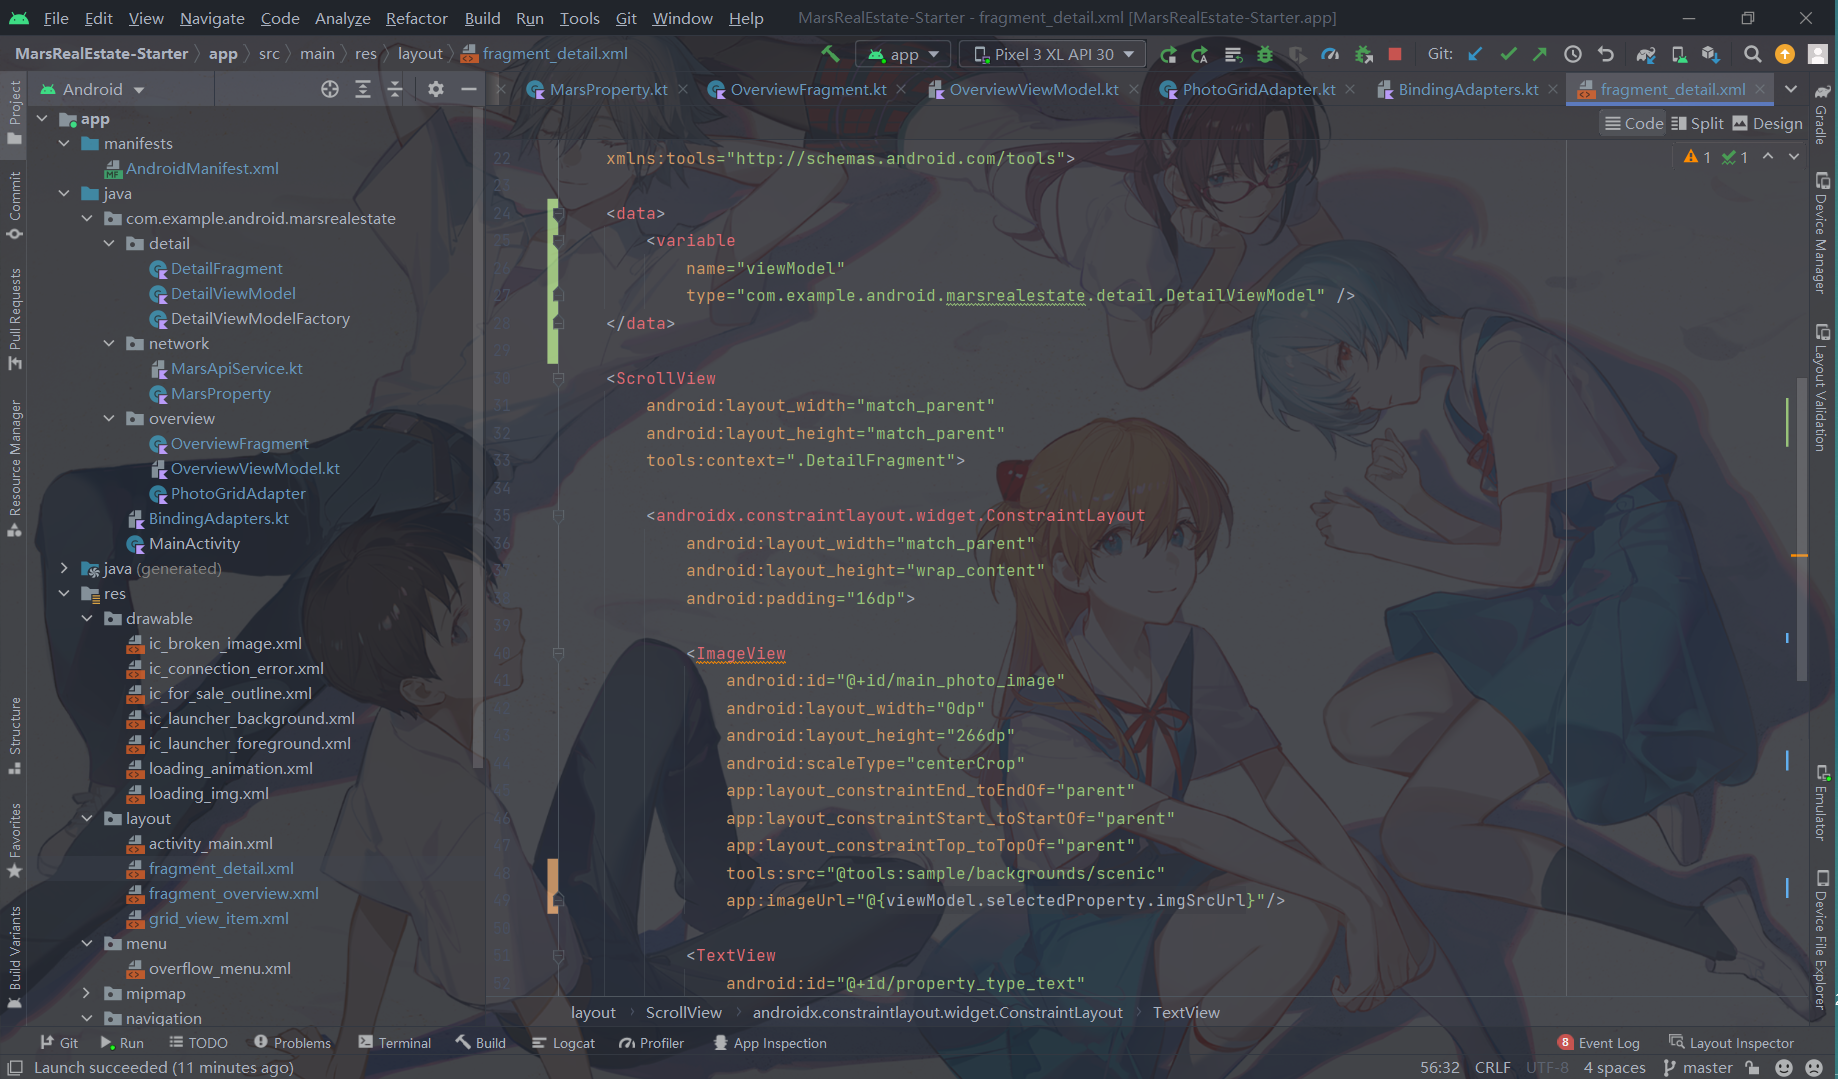 File Edit View Navigate Code Analyze Refactor Build Run Tools Git Window Help MarsRealEstate-Starter - fragment_detail.xml [MarsRealEstate-Starter.app]
MarsRealEstate-Starter app src main res layout fragment_detail.xml app Pixel 3 XL API 30 Git:
Android MarsProperty.kt OverviewFragment.kt OverviewViewModel.kt PhotoGridAdapter.kt BindingAdapters.kt fragment_detail.xml
Code Split Design
1 1
Project
Commit
Pull Requests
Resource Manager
Structure
Favorites
Build Variants
app
manifests
AndroidManifest.xml
java
com.example.android.marsrealestate
detail
DetailFragment
DetailViewModel
DetailViewModelFactory
network
MarsApiService.kt
MarsProperty
overview
OverviewFragment
OverviewViewModel.kt
PhotoGridAdapter
BindingAdapters.kt
MainActivity
java (generated)
res
drawable
ic_broken_image.xml
ic_connection_error.xml
ic_for_sale_outline.xml
ic_launcher_background.xml
ic_launcher_foreground.xml
loading_animation.xml
loading_img.xml
layout
activity_main.xml
fragment_detail.xml
fragment_overview.xml
grid_view_item.xml
menu
overflow_menu.xml
mipmap
navigation
22 xmlns:tools="http://schemas.android.com/tools">
23
24 <data>
25 <variable
26 name="viewModel"
27 type="com.example.android.marsrealestate.detail.DetailViewModel" />
28 </data>
29
30 <ScrollView
31 android:layout_width="match_parent"
32 android:layout_height="match_parent"
33 tools:context=".DetailFragment">
34
35 <androidx.constraintlayout.widget.ConstraintLayout
36 android:layout_width="match_parent"
37 android:layout_height="wrap_content"
38 android:padding="16dp">
39
40 <ImageView
41 android:id="@+id/main_photo_image"
42 android:layout_width="0dp"
43 android:layout_height="266dp"
44 android:scaleType="centerCrop"
45 app:layout_constraintEnd_toEndOf="parent"
46 app:layout_constraintStart_toStartOf="parent"
47 app:layout_constraintTop_toTopOf="parent"
48 tools:src="@tools:sample/backgrounds/scenic"
49 app:imageUrl="@{viewModel.selectedProperty.imgSrcUrl}"/>
50
51 <TextView
52 android:id="@+id/property_type_text"
layout ScrollView androidx.constraintlayout.widget.ConstraintLayout TextView
Gradle
Device Manager
Layout Validation
Emulator
Device File Explorer
Git Run TODO Problems Terminal Build Logcat Profiler App Inspection 8 Event Log Layout Inspector
Launch succeeded (11 minutes ago) 56:32 CRLF UTF-8 4 spaces master